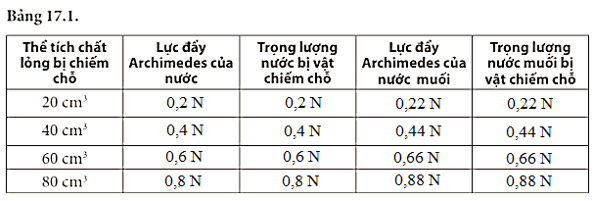 Bảng 17.1.
Thể tích chất lỏng bị chiếm chỗ | Lực đẩy Archimedes của nước | Trọng lượng nước bị vật chiếm chỗ | Lực đẩy Archimedes của nước muối | Trọng lượng nước muối bị vật chiếm chỗ
20 cm³ | 0,2 N | 0,2 N | 0,22 N | 0,22 N
40 cm³ | 0,4 N | 0,4 N | 0,44 N | 0,44 N
60 cm³ | 0,6 N | 0,6 N | 0,66 N | 0,66 N
80 cm³ | 0,8 N | 0,8 N | 0,88 N | 0,88 N